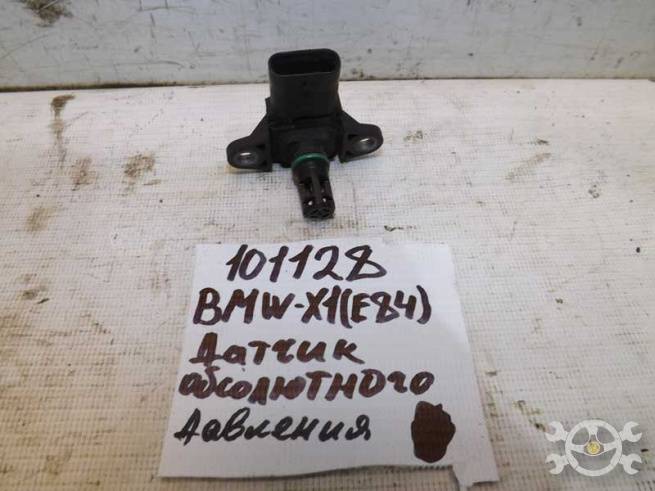 101128
BMW-X1(E84)
Датчик
абсолютного
Давления